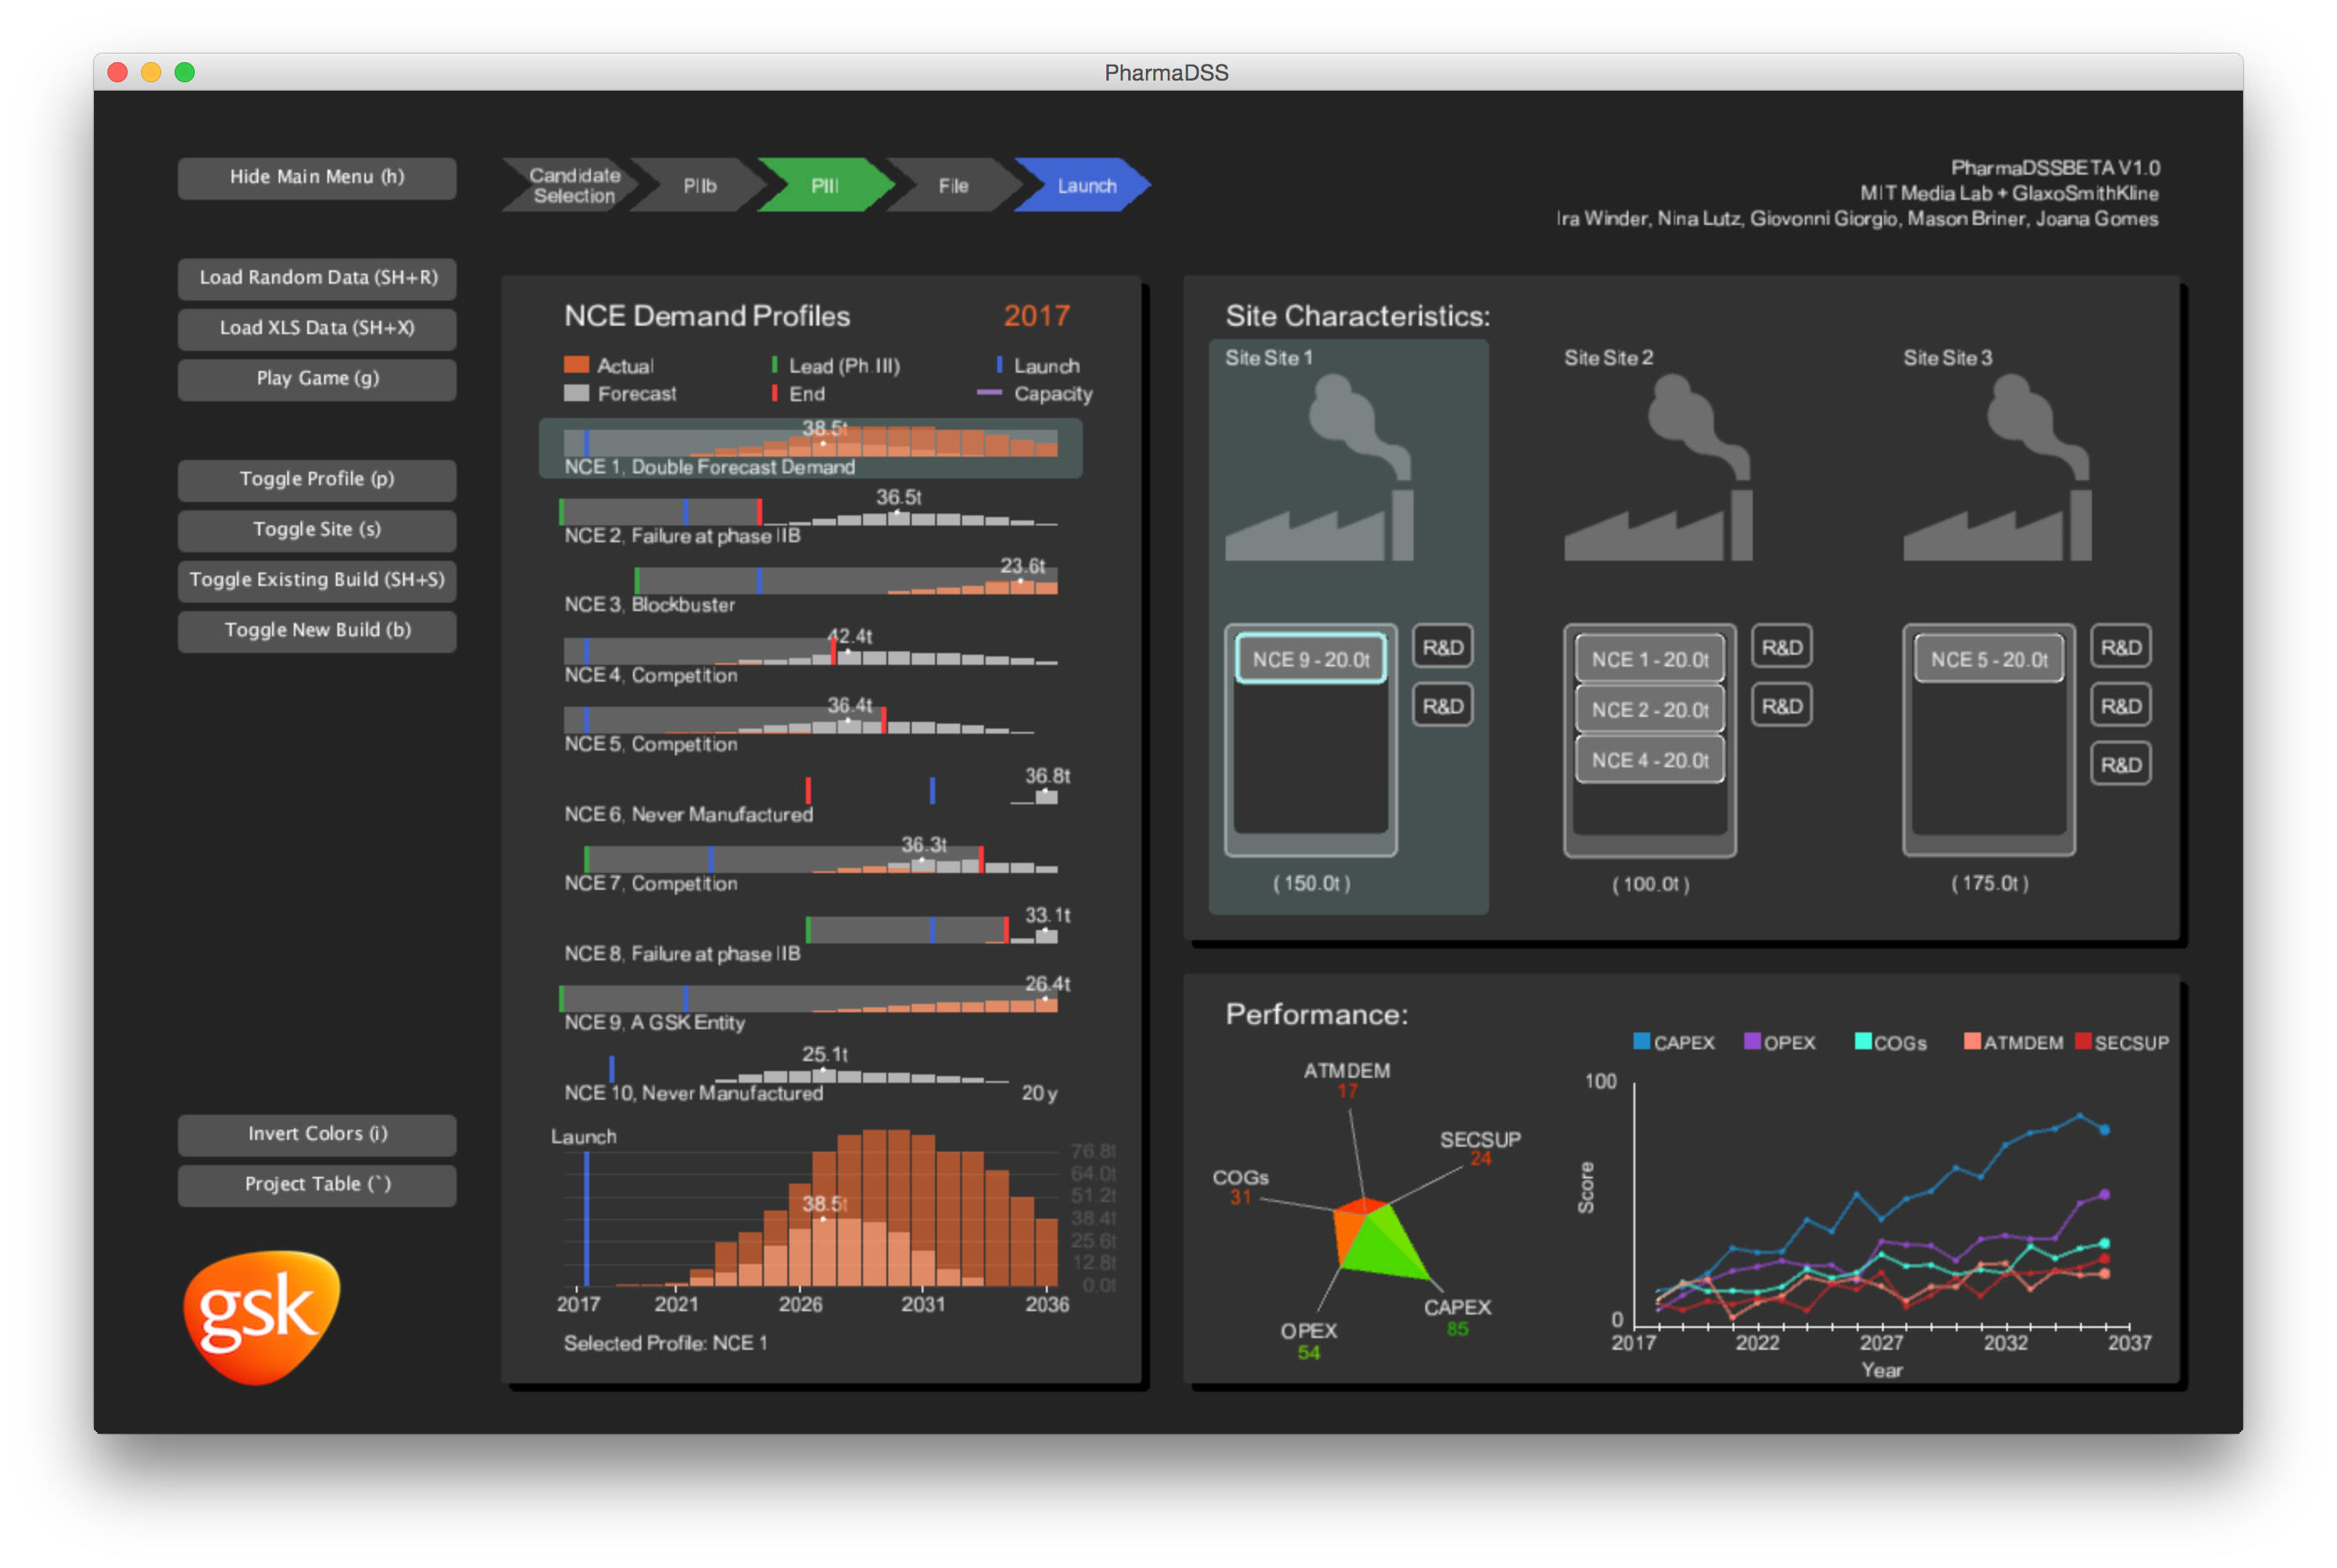 PharmaDSS
Hide Main Menu (h)
Load Random Data (SH+R)
Load XLS Data (SH+X)
Play Game (g)
Toggle Profile (p)
Toggle Site (s)
Toggle Existing Build (SH+S)
Toggle New Build (b)
Invert Colors (i)
Project Table (`)
gsk
Candidate
Selection
PIIb
PIII
File
Launch
PharmaDSSBETA V1.0
MIT Media Lab + GlaxoSmithKline
Ira Winder, Nina Lutz, Giovonni Giorgio, Mason Briner, Joana Gomes
NCE Demand Profiles 2017
Actual Lead (Ph.III) Launch
Forecast End Capacity
38.5t
NCE 1, Double Forecast Demand
36.5t
NCE 2, Failure at phase IIB
23.6t
NCE 3, Blockbuster
42.4t
NCE 4, Competition
36.4t
NCE 5, Competition
36.8t
NCE 6, Never Manufactured
36.3t
NCE 7, Competition
33.1t
NCE 8, Failure at phase IIB
26.4t
NCE 9, A GSK Entity
25.1t
NCE 10, Never Manufactured 20 y
Launch
76.8t
64.0t
51.2t
38.5t
38.4t
25.6t
12.8t
0.0t
2017 2021 2026 2031 2036
Selected Profile: NCE 1
Site Characteristics:
Site Site 1 Site Site 2 Site Site 3
NCE 9 - 20.0t R&D NCE 1 - 20.0t R&D NCE 5 - 20.0t R&D
R&D NCE 2 - 20.0t R&D R&D
NCE 4 - 20.0t R&D
( 150.0t ) ( 100.0t ) ( 175.0t )
Performance:
ATMDEM
17
SECSUP
24
COGs
31
OPEX
54
CAPEX
85
CAPEX OPEX COGs ATMDEM SECSUP
100
Score
0
2017 2022 2027 2032 2037
Year